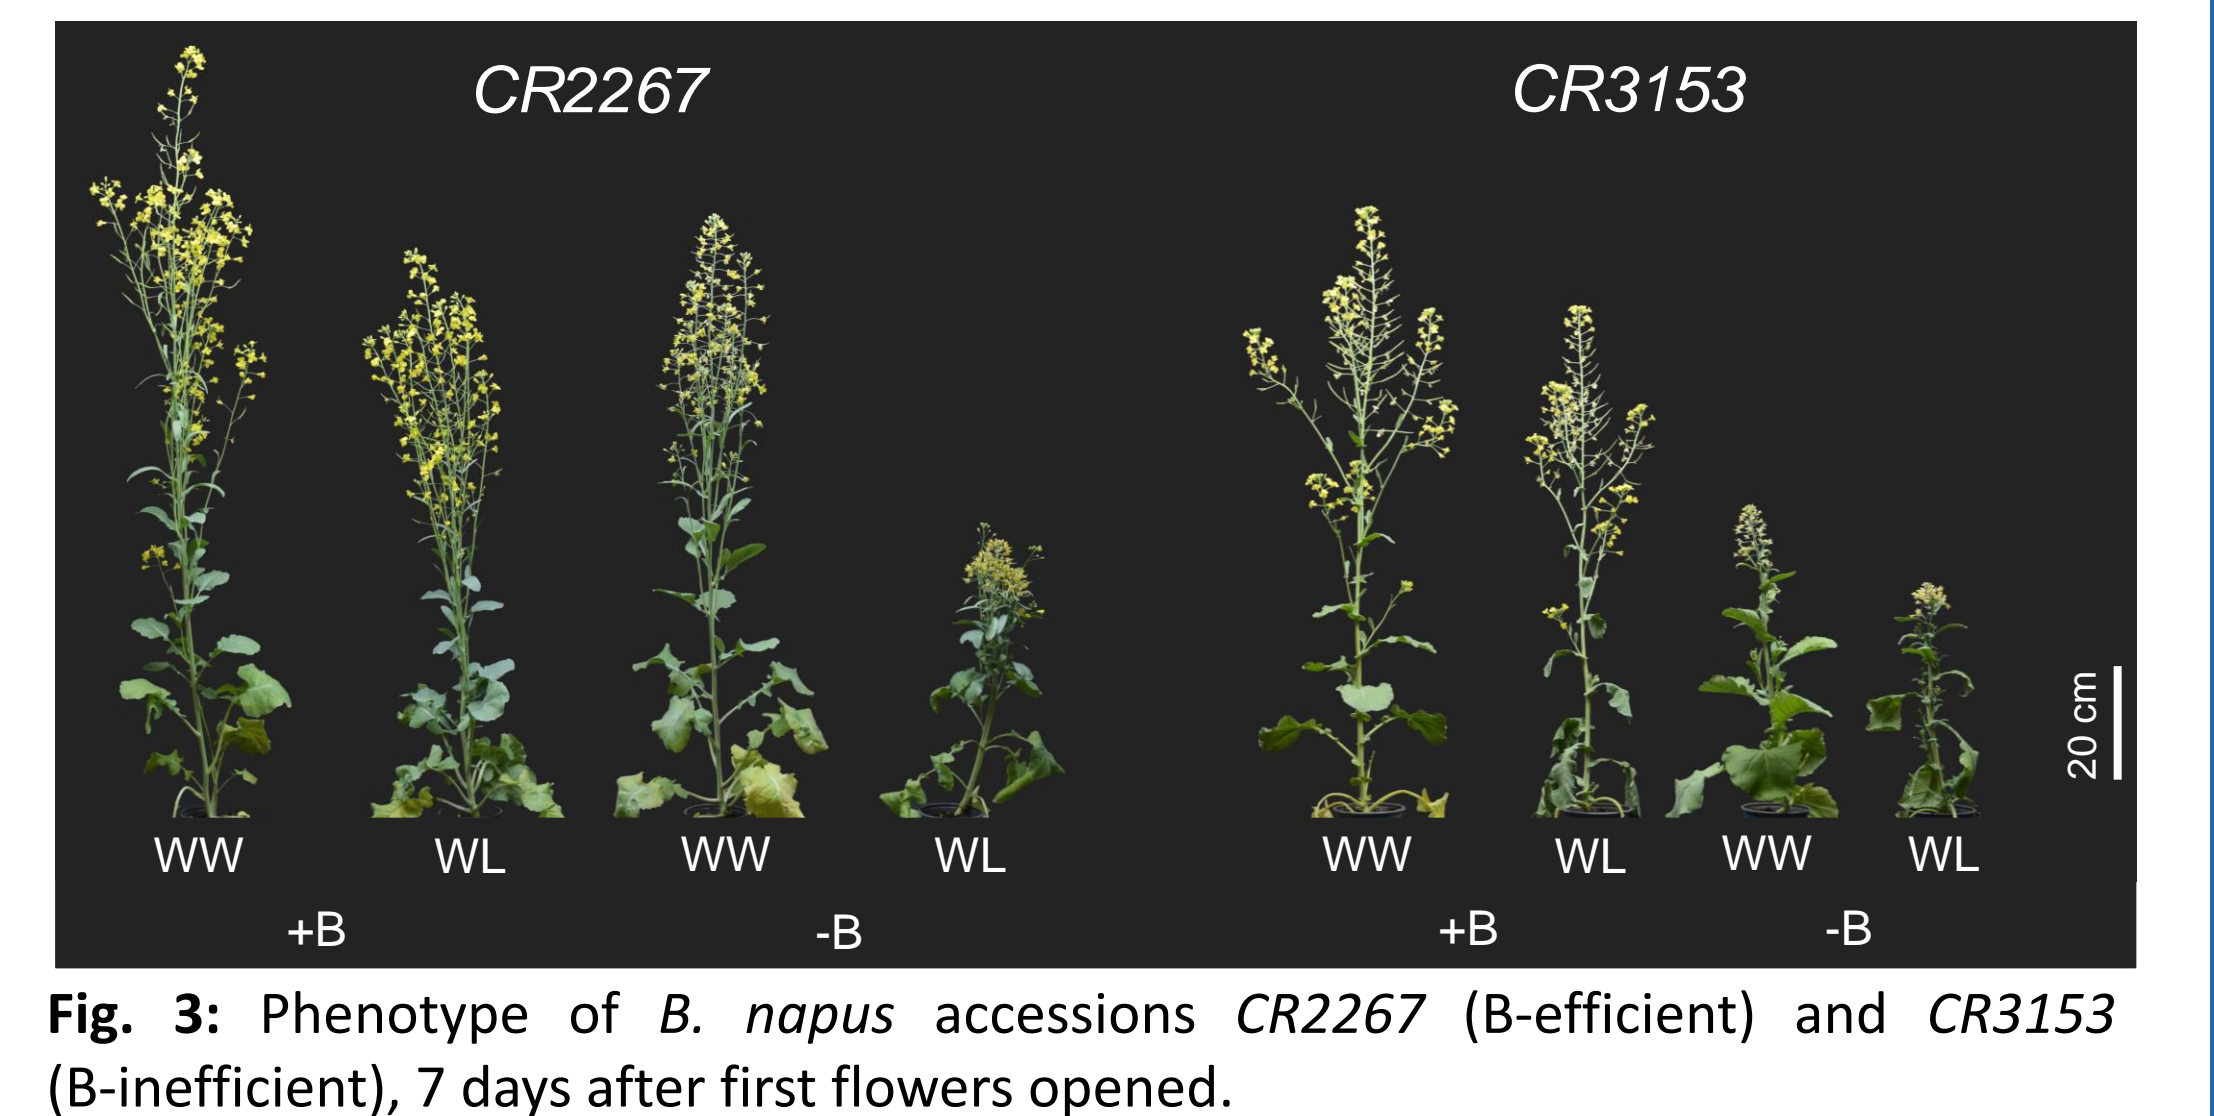 CR2267 CR3153
WW WL WW WL WW WL WW WL
+B -B +B -B
20 cm
Fig. 3: Phenotype of B. napus accessions CR2267 (B-efficient) and CR3153
(B-inefficient), 7 days after first flowers opened.